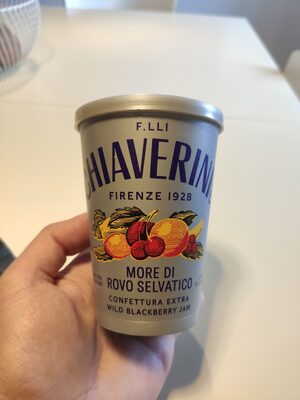 F.LLI
CHIAVERINI
FIRENZE 1928
MORE DI
ROVO SELVATICO
CONFETTURA EXTRA
WILD BLACKBERRY JAM